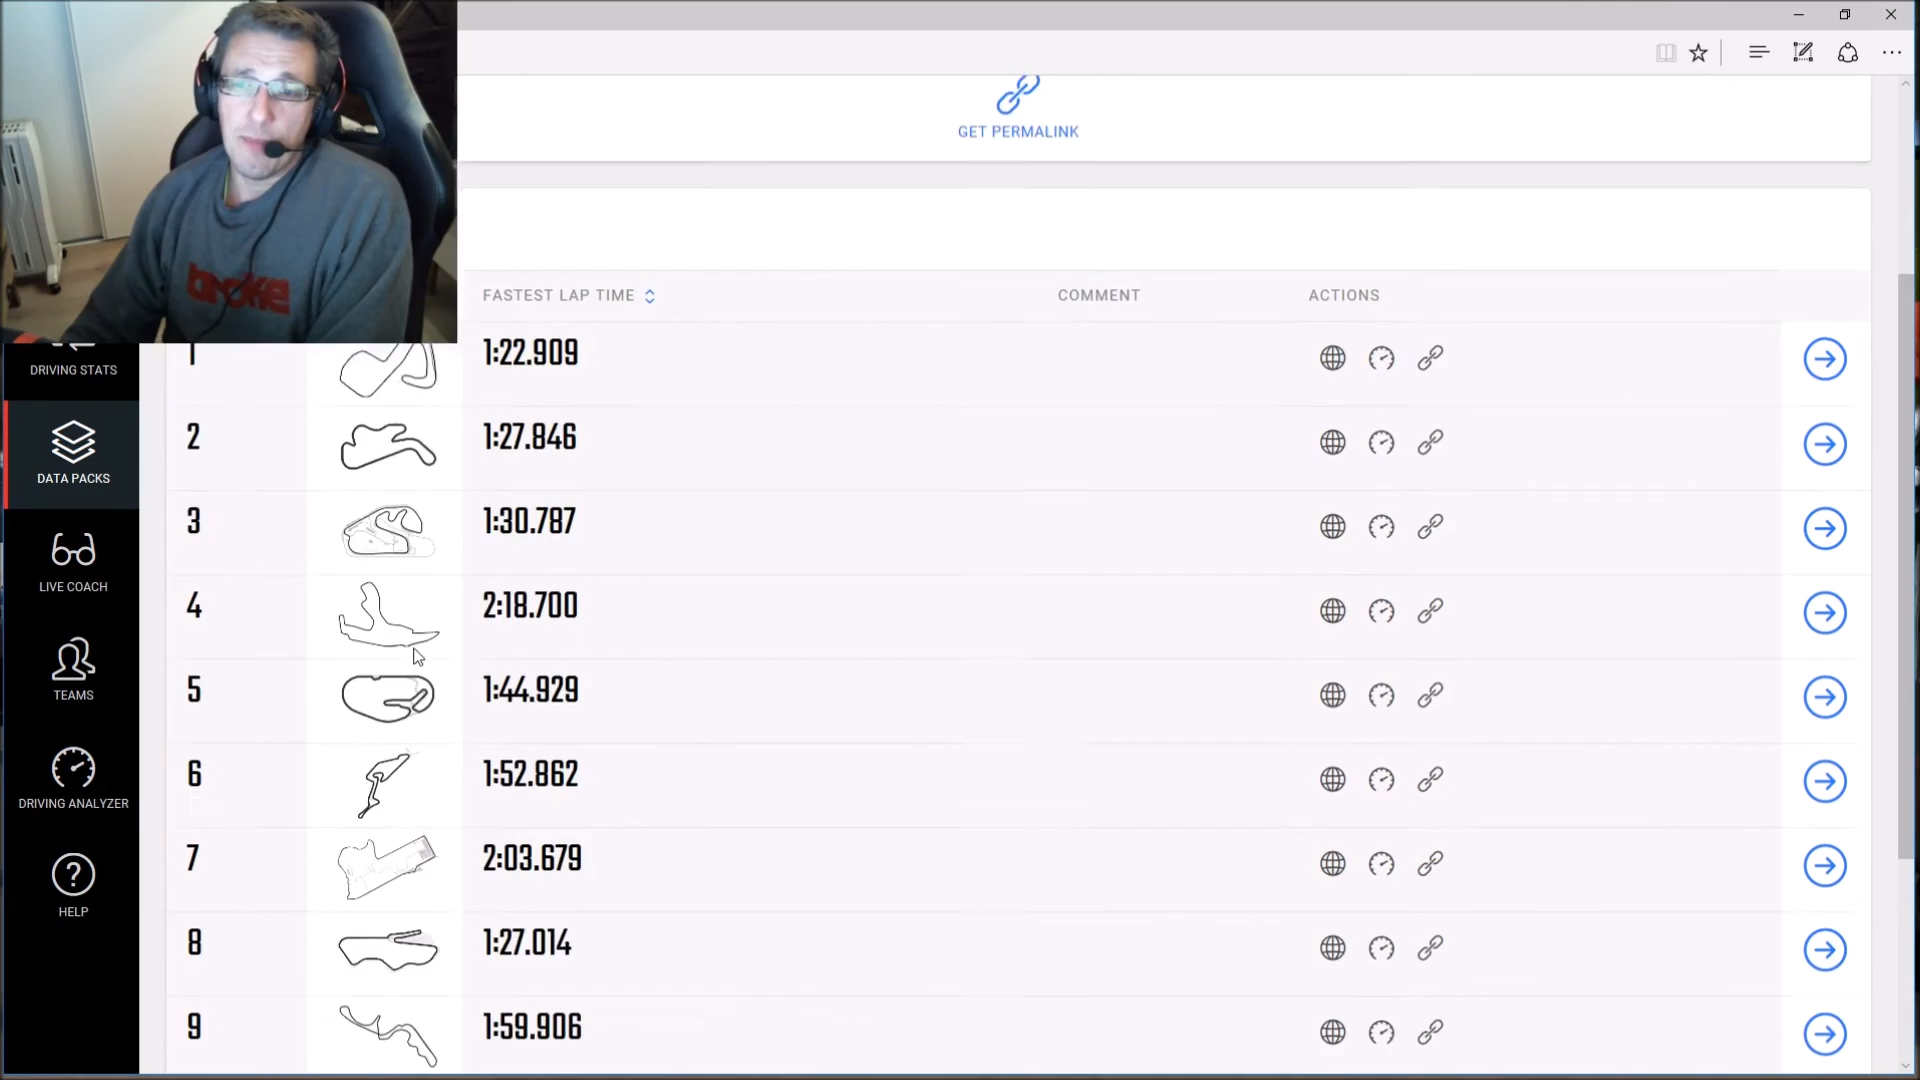 GET PERMALINK
broke
FASTEST LAP TIME COMMENT ACTIONS
1 1:22.909
2 1:27.846
3 1:30.787
4 2:18.700
5 1:44.929
6 1:52.862
7 2:03.679
8 1:27.014
9 1:59.906
DRIVING STATS
DATA PACKS
LIVE COACH
TEAMS
DRIVING ANALYZER
HELP